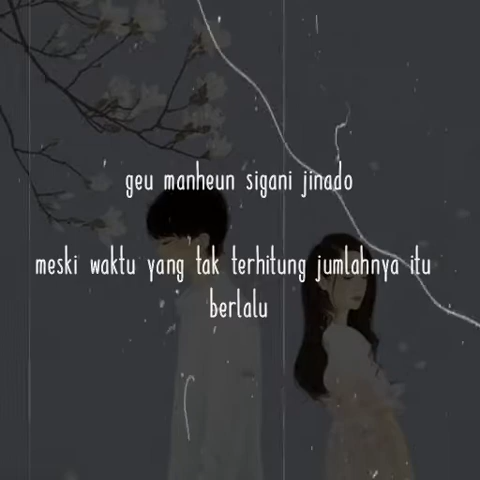 geu manheun sigani jinado
meski waktu yang tak terhitung jumlahnya itu
berlalu